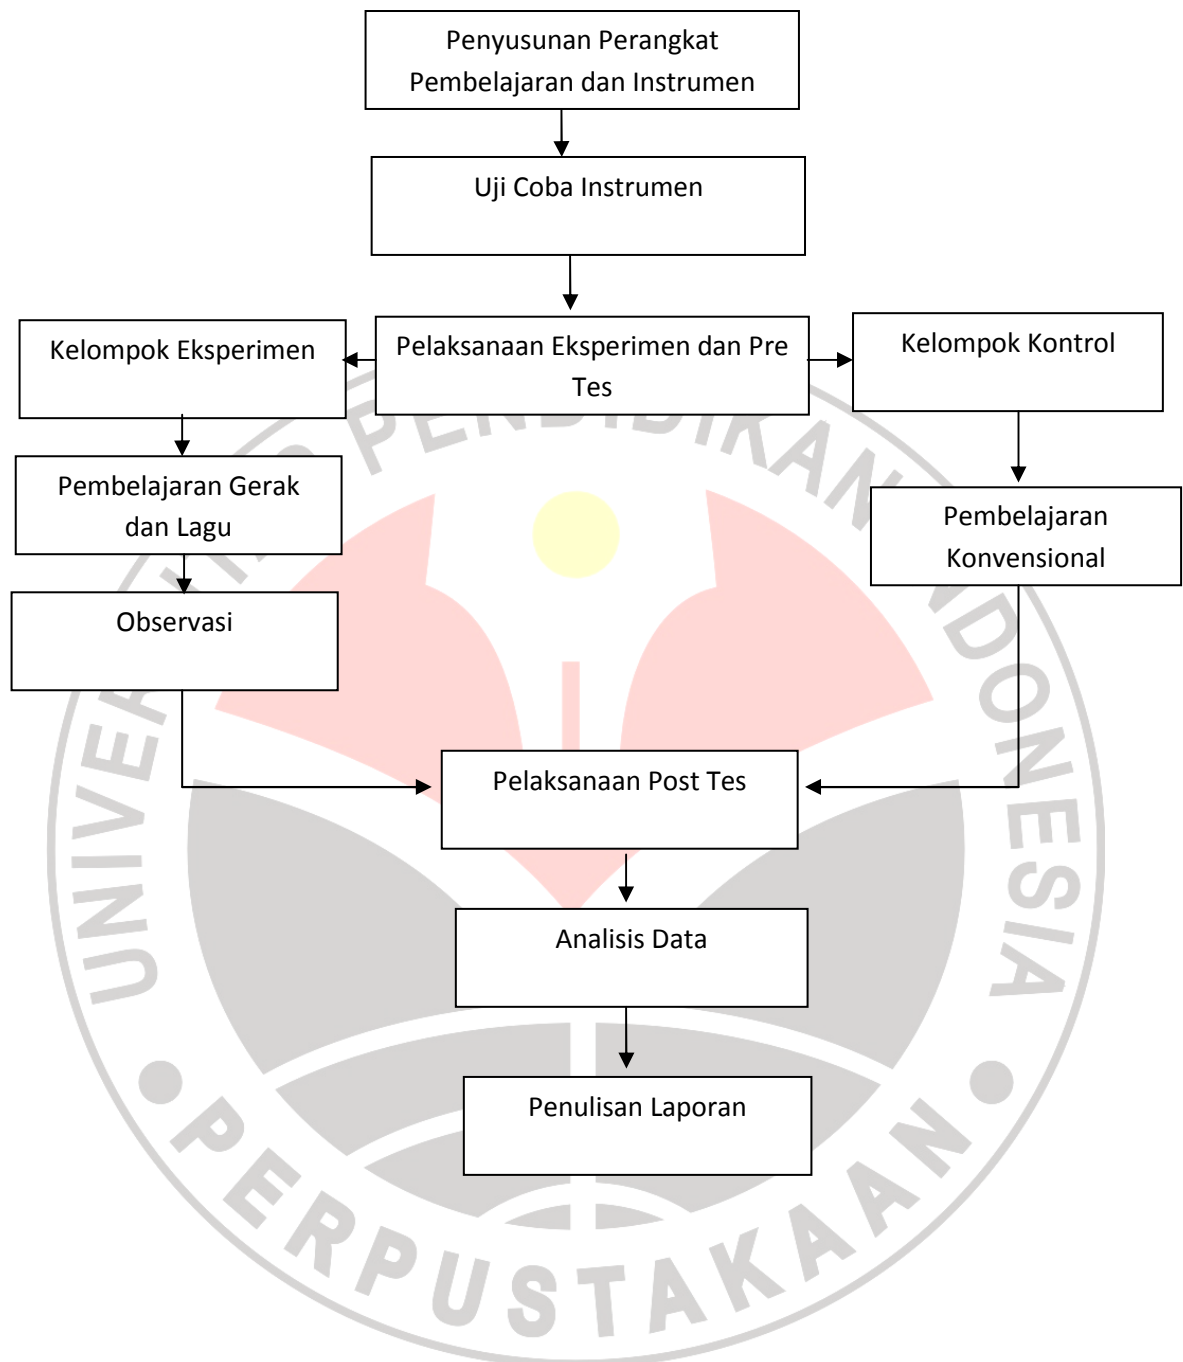 Penyusunan Perangkat
Pembelajaran dan Instrumen
Uji Coba Instrumen
Kelompok Eksperimen
Pelaksanaan Eksperimen dan Pre
Tes
Kelompok Kontrol
Pembelajaran Gerak
dan Lagu
Pembelajaran
Konvensional
Observasi
Pelaksanaan Post Tes
Analisis Data
Penulisan Laporan
PENDIDIKAN INDONESIA
PERPUSTAKAAN